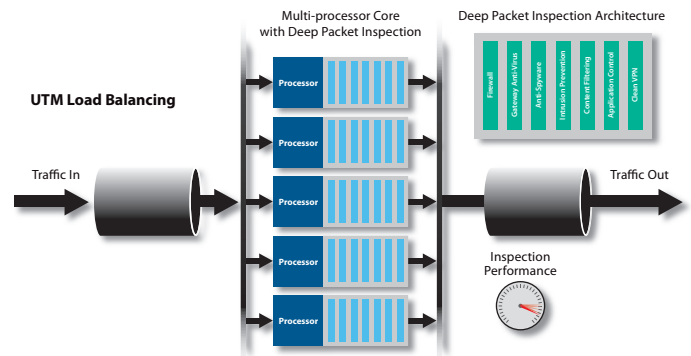 Multi-processor Core
with Deep Packet Inspection
Deep Packet Inspection Architecture
UTM Load Balancing
Traffic In
Processor
Processor
Processor
Processor
Processor
Firewall
Gateway Anti-Virus
Anti-Spyware
Intrusion Prevention
Content Filtering
Application Control
Clean VPN
Traffic Out
Inspection
Performance